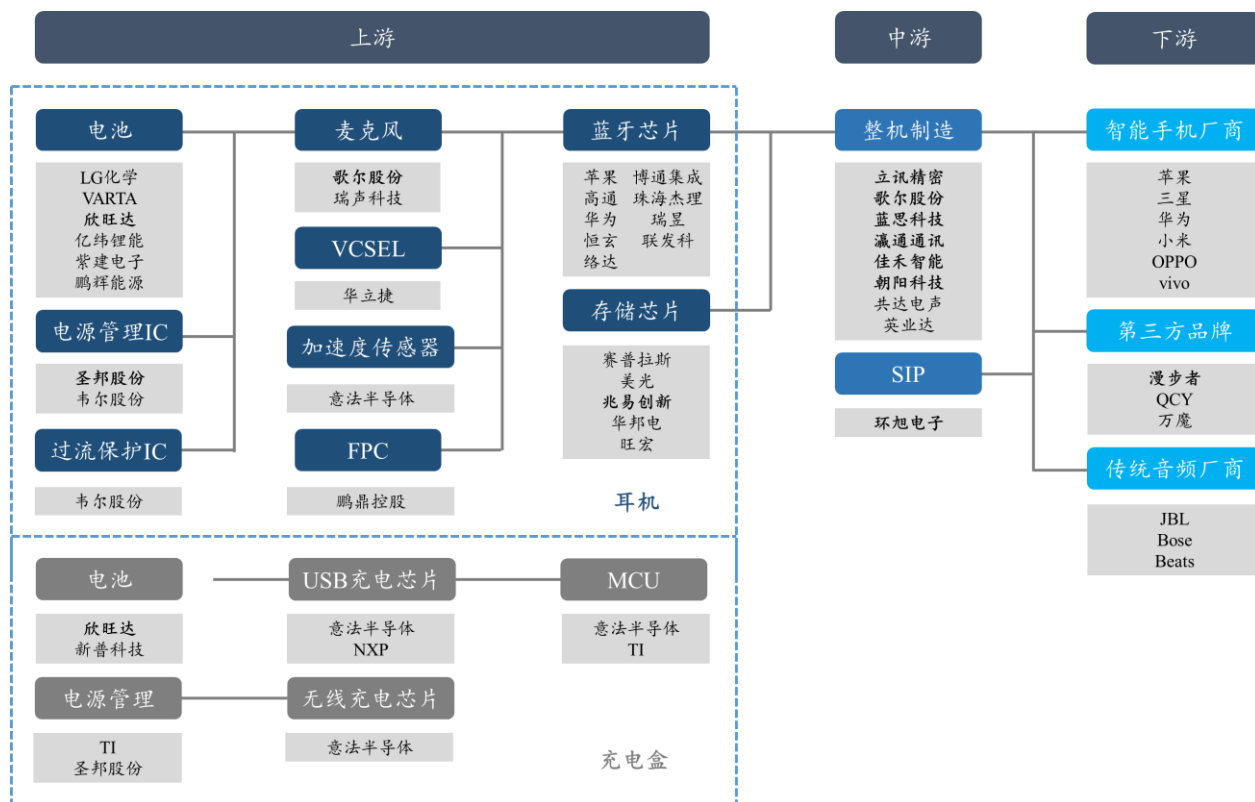 上游
中游
下游
电池
LG化学
VARTA
欣旺达
亿纬锂能
紫建电子
鹏辉能源
电源管理IC
圣邦股份
韦尔股份
过流保护IC
韦尔股份
麦克风
歌尔股份
瑞声科技
VCSEL
华立捷
加速度传感器
意法半导体
FPC
鹏鼎控股
蓝牙芯片
苹果 博通集成
高通 珠海杰理
华为 瑞昱
恒玄 联发科
络达
存储芯片
赛普拉斯
美光
兆易创新
华邦电
旺宏
耳机
整机制造
立讯精密
歌尔股份
蓝思科技
瀛通通讯
佳禾智能
朝阳科技
共达电声
英业达
SIP
环旭电子
智能手机厂商
苹果
三星
华为
小米
OPPO
vivo
第三方品牌
漫步者
QCY
万魔
传统音频厂商
JBL
Bose
Beats
电池
欣旺达
新普科技
电源管理
TI
圣邦股份
USB充电芯片
意法半导体
NXP
无线充电芯片
意法半导体
MCU
意法半导体
TI
充电盒